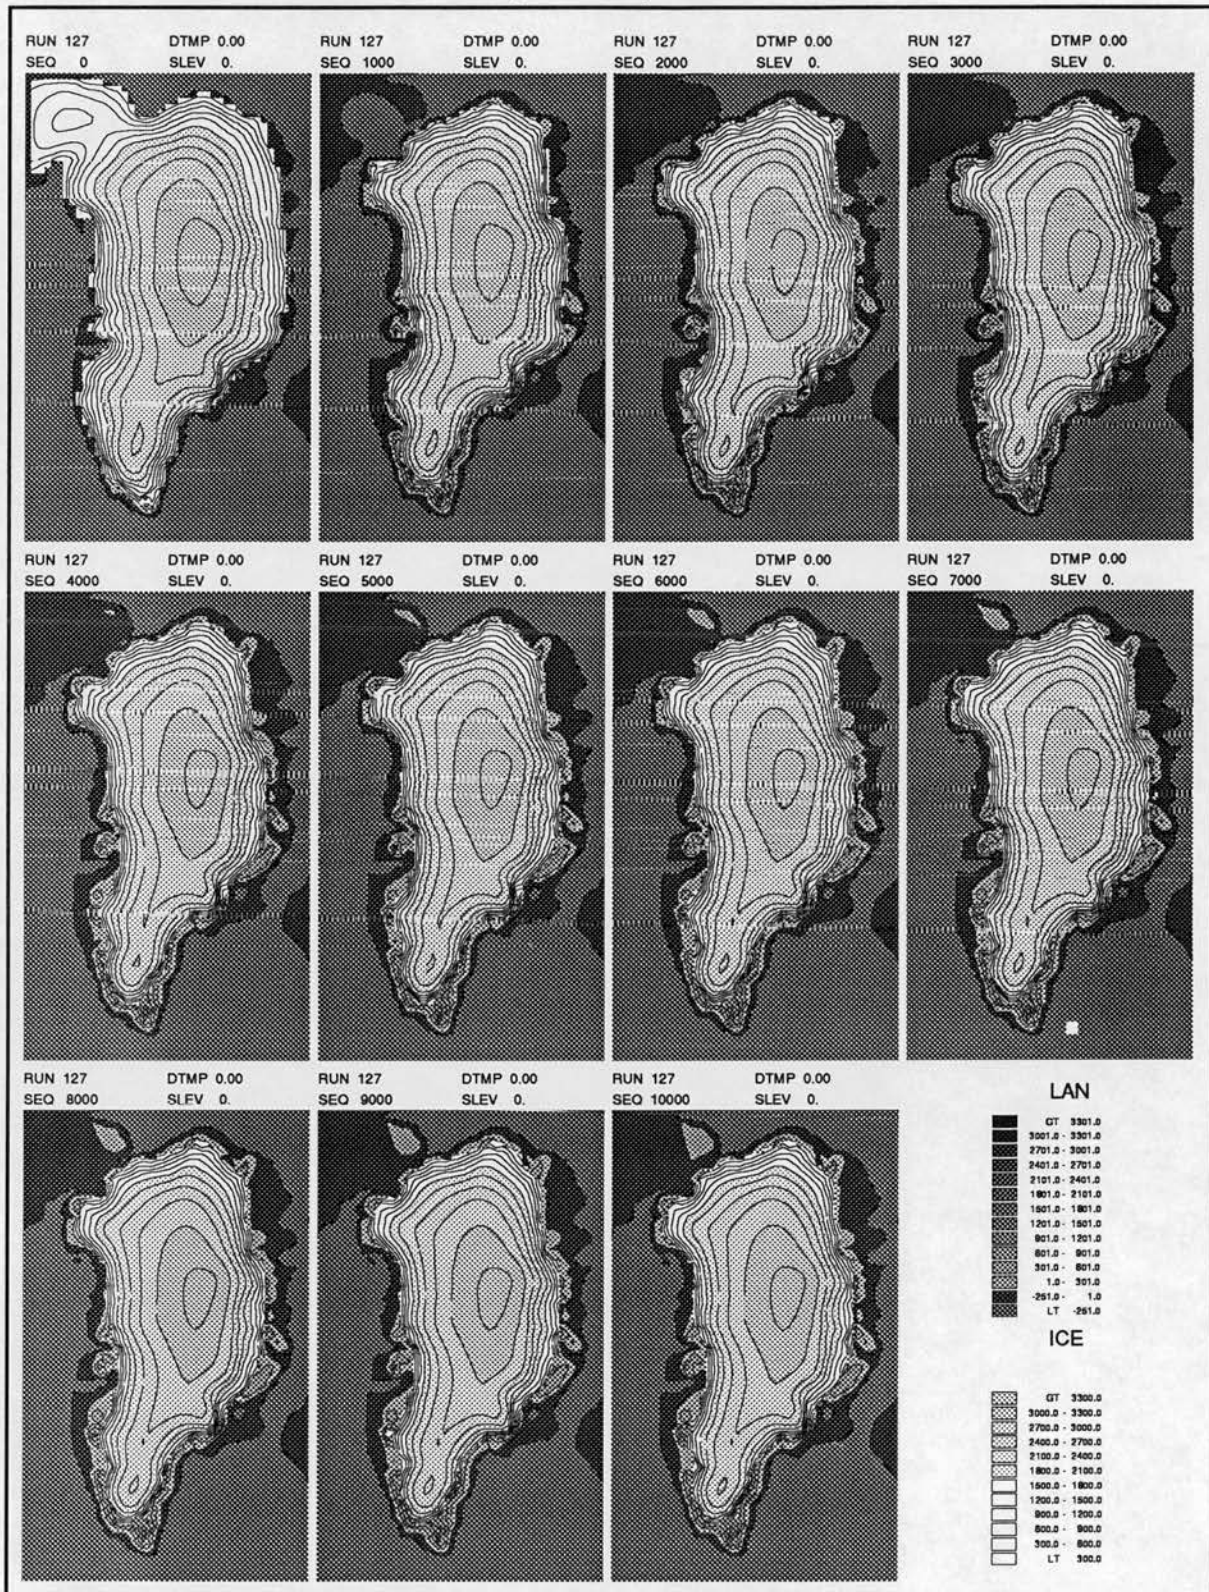 RUN 127 DTMP 0.00
SEQ 0 SLEV 0.
RUN 127 DTMP 0.00
SEQ 1000 SLEV 0.
RUN 127 DTMP 0.00
SEQ 2000 SLEV 0.
RUN 127 DTMP 0.00
SEQ 3000 SLEV 0.
RUN 127 DTMP 0.00
SEQ 4000 SLEV 0.
RUN 127 DTMP 0.00
SEQ 5000 SLEV 0.
RUN 127 DTMP 0.00
SEQ 6000 SLEV 0.
RUN 127 DTMP 0.00
SEQ 7000 SLEV 0.
RUN 127 DTMP 0.00
SEQ 8000 SLEV 0.
RUN 127 DTMP 0.00
SEQ 9000 SLEV 0.
RUN 127 DTMP 0.00
SEQ 10000 SLEV 0.
LAN
GT 3301.0
3001.0 - 3301.0
2701.0 - 3001.0
2401.0 - 2701.0
2101.0 - 2401.0
1801.0 - 2101.0
1501.0 - 1801.0
1201.0 - 1501.0
901.0 - 1201.0
601.0 - 901.0
301.0 - 601.0
1.0 - 301.0
-251.0 - 1.0
LT -251.0
ICE
GT 3300.0
3000.0 - 3300.0
2700.0 - 3000.0
2400.0 - 2700.0
2100.0 - 2400.0
1800.0 - 2100.0
1500.0 - 1800.0
1200.0 - 1500.0
900.0 - 1200.0
600.0 - 900.0
300.0 - 600.0
LT 300.0